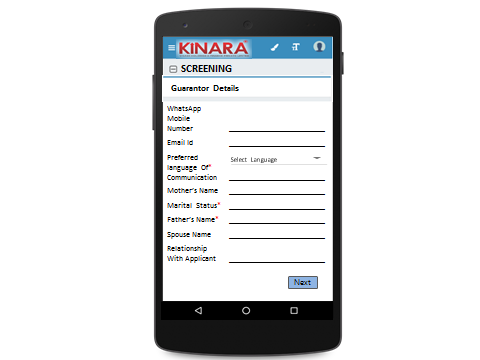 KINARA
SCREENING
Guarantor Details
WhatsApp
Mobile
Number
Email Id
Preferred
language Of*
Communication
Select Language
Mother's Name
Marital Status*
Father's Name*
Spouse Name
Relationship
With Applicant
Next